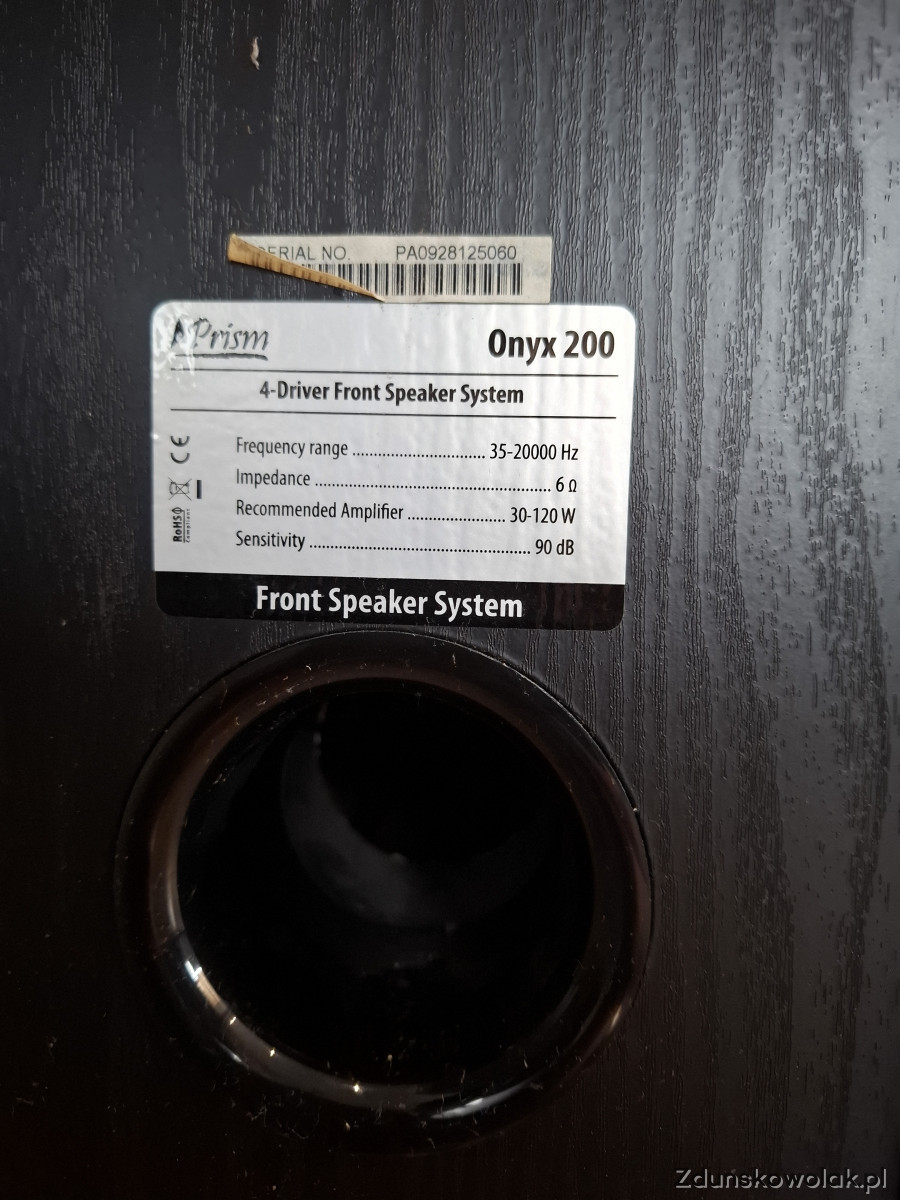 SERIAL NO. PA0928125060
Prism
Onyx 200
4-Driver Front Speaker System
Frequency range ............................ 35-20000 Hz
Impedance .................................................. 6 Ω
Recommended Amplifier ..................... 30-120 W
Sensitivity ............................................... 90 dB
CE
RoHS
Compliant
Front Speaker System
Zdunskowolak.pl